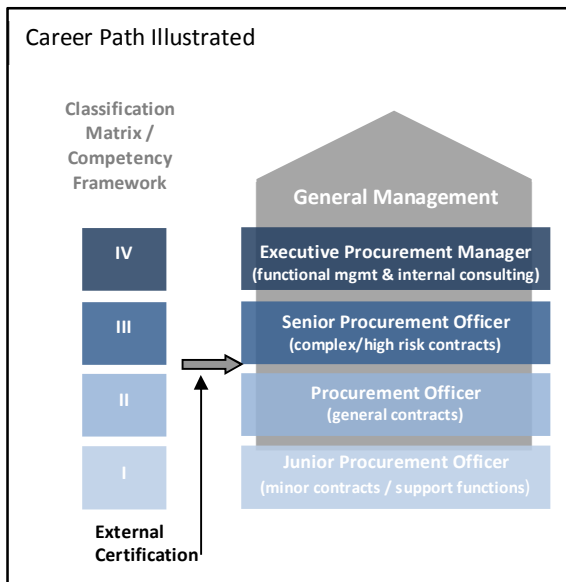 Career Path Illustrated
Classification
Matrix /
Competency
Framework
General Management
IV
Executive Procurement Manager
(functional mgmt & internal consulting)
III
Senior Procurement Officer
(complex/high risk contracts)
II
Procurement Officer
(general contracts)
I
Junior Procurement Officer
(minor contracts / support functions)
External
Certification